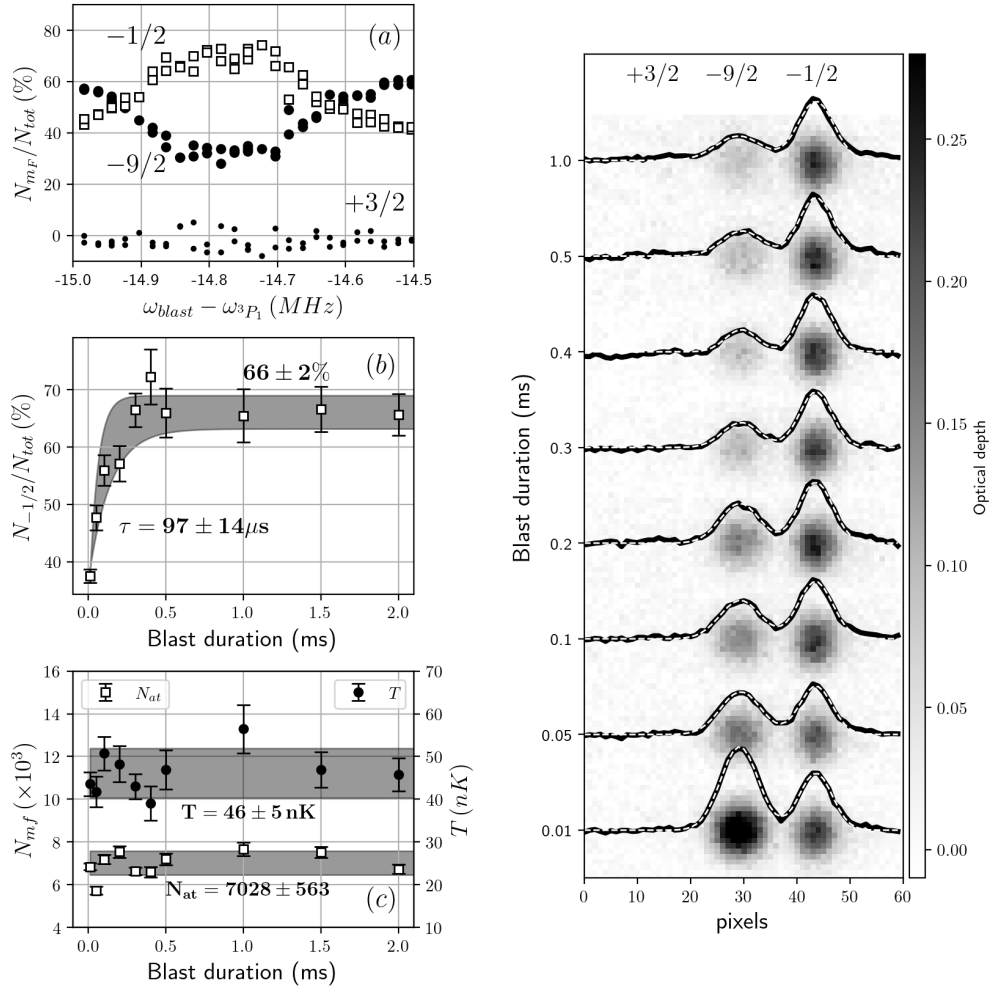 (a)
−1/2
−9/2
+3/2
N_{m_F}/N_{tot} (%)
80
60
40
20
0
-15.0 -14.9 -14.8 -14.7 -14.6 -14.5
ω_{blast} − ω_{³P₁} (MHz)
(b)
66 ± 2%
τ = 97 ± 14μs
N_{−1/2}/N_{tot} (%)
70
60
50
40
0.0 0.5 1.0 1.5 2.0
Blast duration (ms)
N_{at}
T
T = 46 ± 5 nK
N_{at} = 7028 ± 563
(c)
N_{mf} (×10³)
16
14
12
10
8
6
4
T (nK)
70
60
50
40
30
20
10
0.0 0.5 1.0 1.5 2.0
Blast duration (ms)
+3/2 −9/2 −1/2
Blast duration (ms)
1.0
0.5
0.4
0.3
0.2
0.1
0.05
0.01
0 10 20 30 40 50 60
pixels
0.25
0.20
0.15
0.10
0.05
0.00
Optical depth